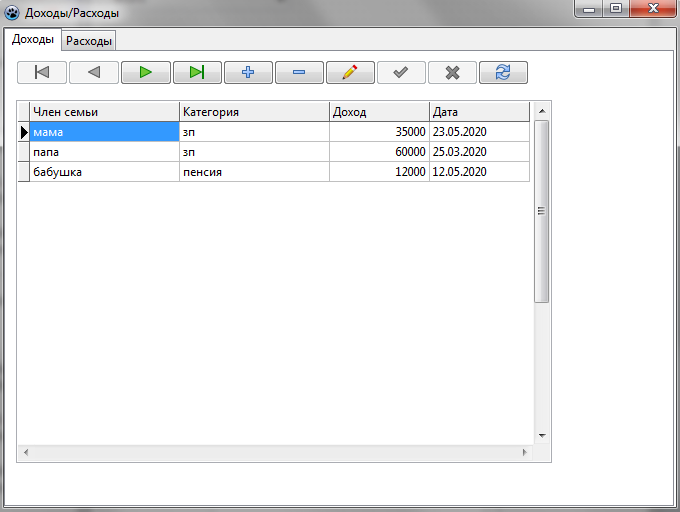 Доходы/Расходы
Доходы Расходы
Член семьи Категория Доход Дата
мама зп 35000 23.05.2020
папа зп 60000 25.03.2020
бабушка пенсия 12000 12.05.2020